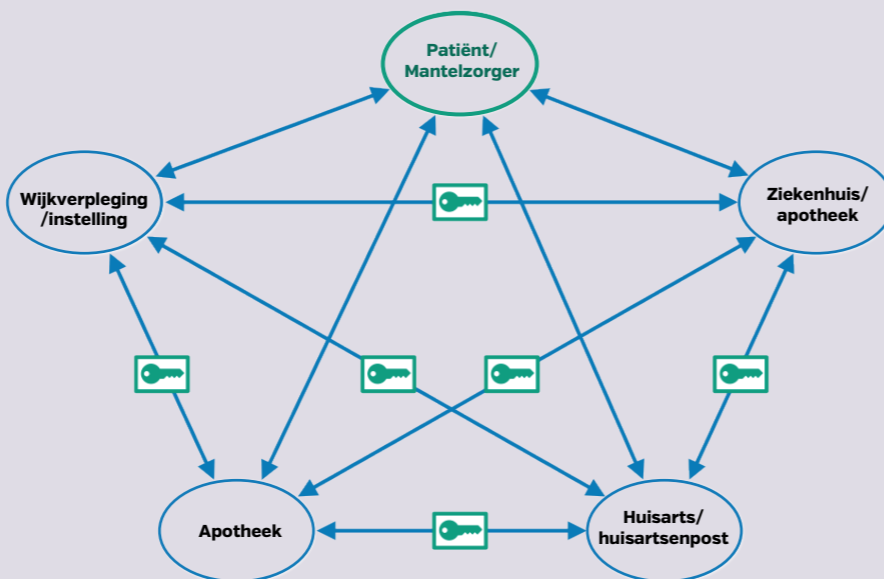 Patiënt/
Mantelzorger
Wijkverpleging
/instelling
Ziekenhuis/
apotheek
Apotheek
Huisarts/
huisartsenpost